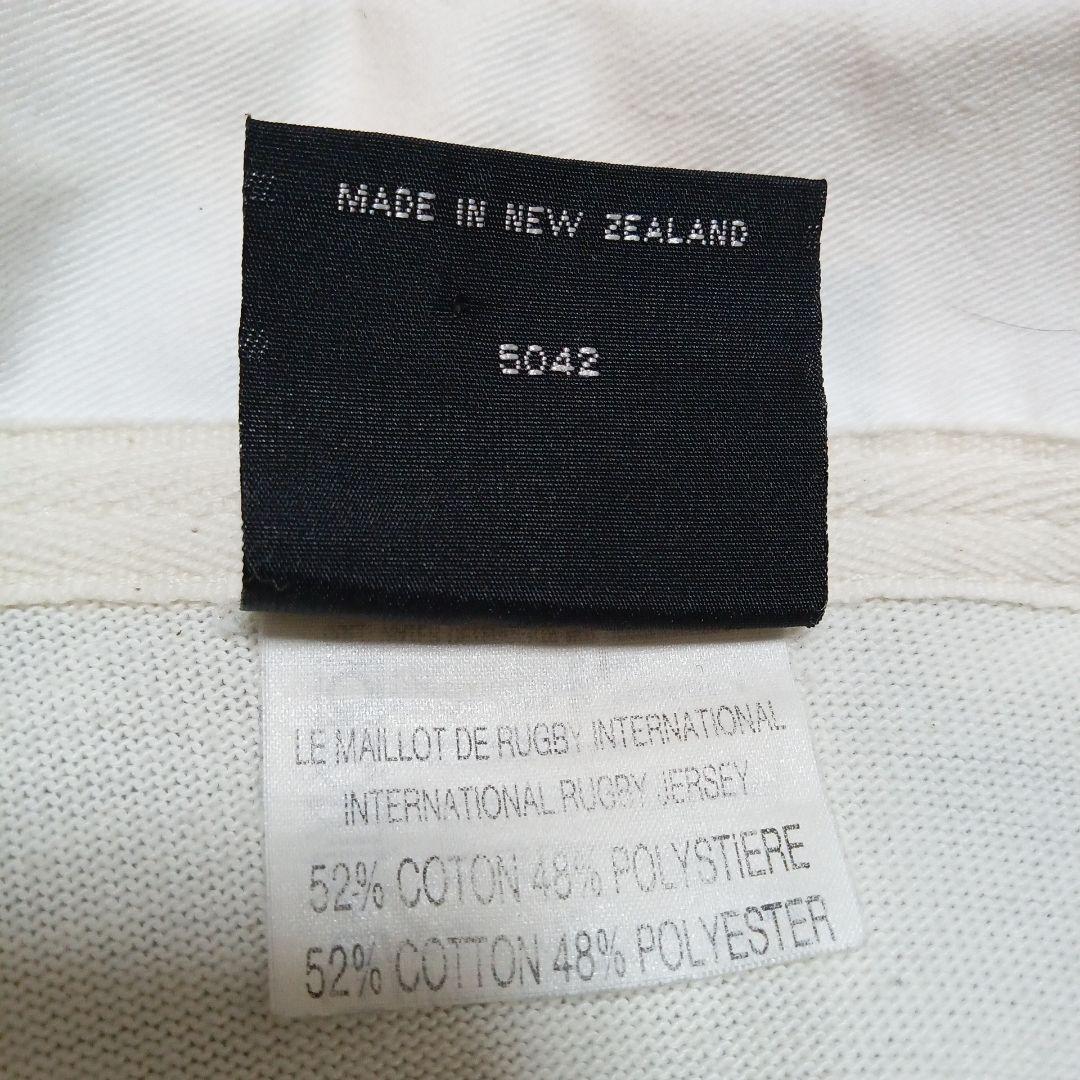 MADE IN NEW ZEALAND
5042
LE MAILLOT DE RUGBY INTERNATIONAL
INTERNATIONAL RUGBY JERSEY
52% COTON 48% POLYSTIERE
52% COTTON 48% POLYESTER